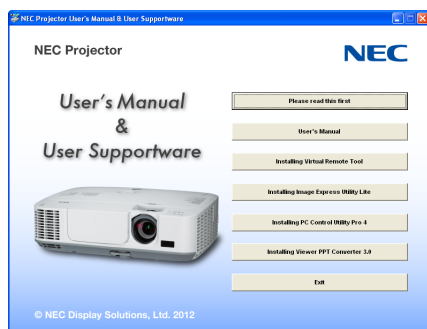 NEC Projector User's Manual & User Supportware
NEC Projector
NEC
User's Manual
&
User Supportware
Please read this first
User's Manual
Installing Virtual Remote Tool
Installing Image Express Utility Lite
Installing PC Control Utility Pro 4
Installing Viewer PPT Converter 3.0
Exit
© NEC Display Solutions, Ltd. 2012